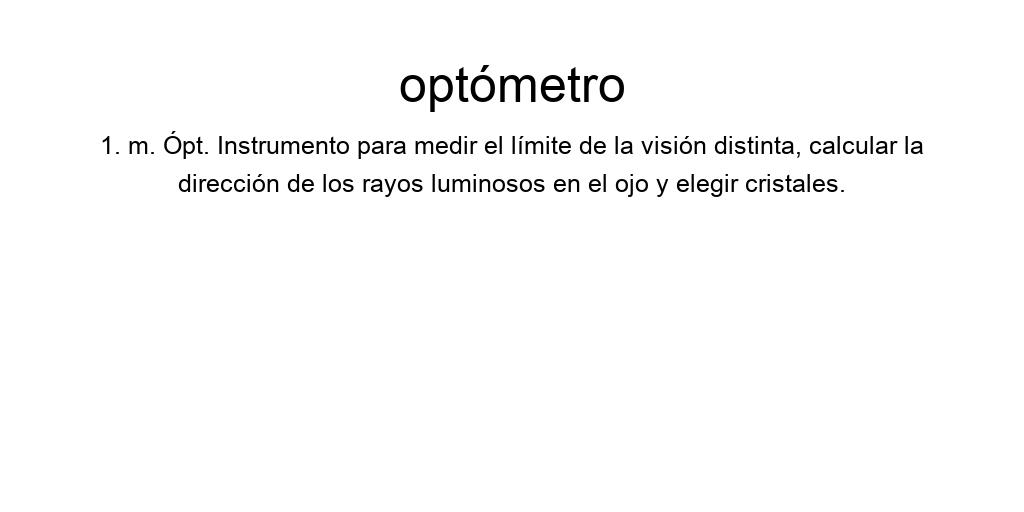 optómetro
1. m. Ópt. Instrumento para medir el límite de la visión distinta, calcular la
dirección de los rayos luminosos en el ojo y elegir cristales.